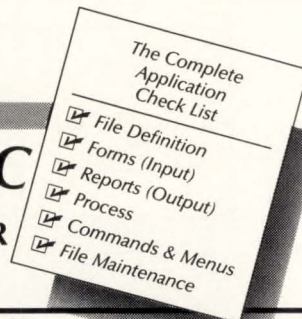 The Complete
Application
Check List
File Definition
Forms (Input)
Reports (Output)
Process
Commands & Menus
File Maintenance
C
R